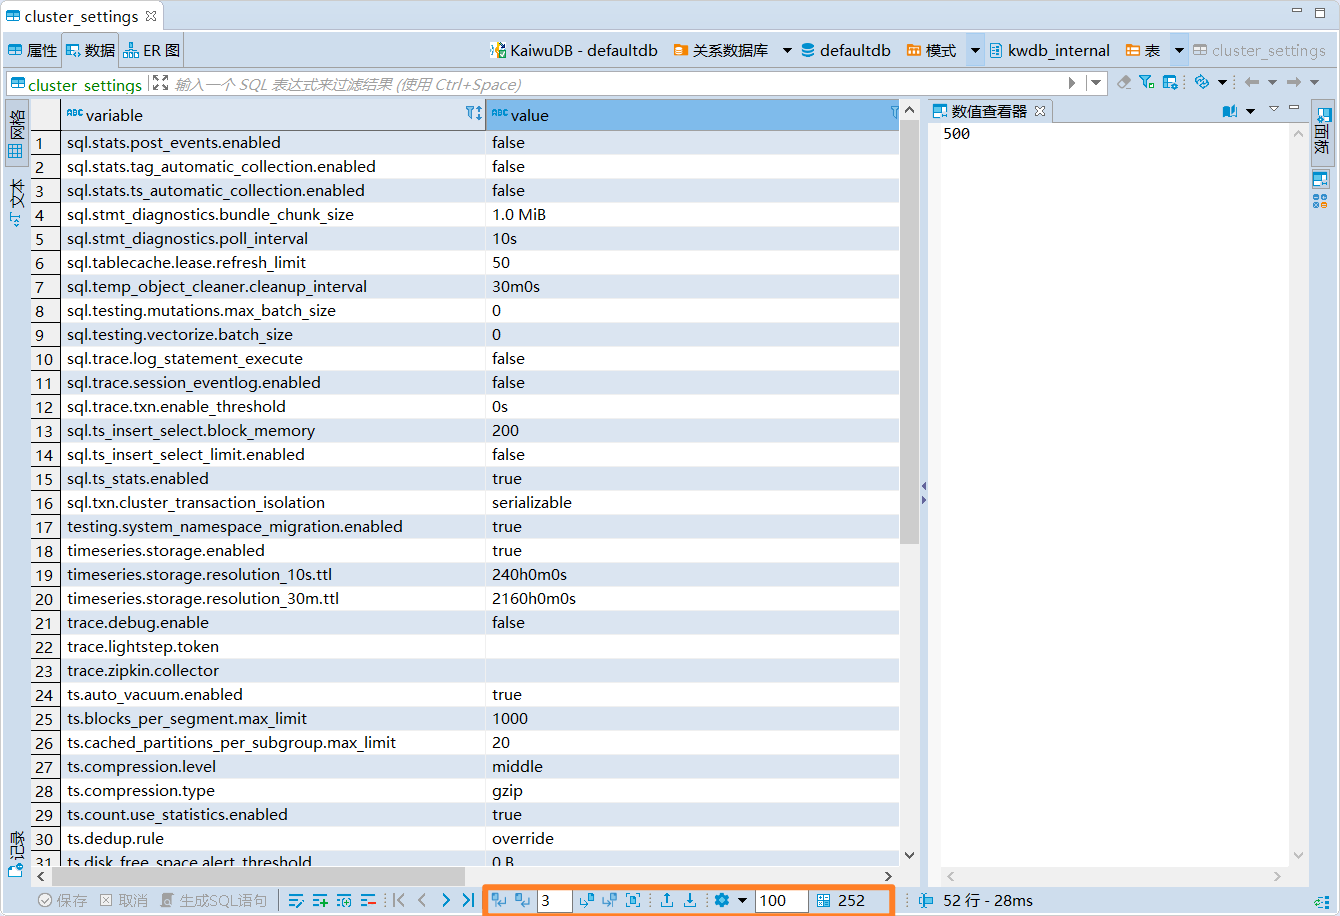 cluster_settings
属性 数据 ER 图 KaiwuDB - defaultdb 关系数据库 defaultdb 模式 kwdb_internal 表 cluster_settings
cluster_settings 输入一个 SQL 表达式来过滤结果 (使用 Ctrl+Space)
网格
文本
记录
ABC variable ABC value
1 sql.stats.post_events.enabled false
2 sql.stats.tag_automatic_collection.enabled false
3 sql.stats.ts_automatic_collection.enabled false
4 sql.stmt_diagnostics.bundle_chunk_size 1.0 MiB
5 sql.stmt_diagnostics.poll_interval 10s
6 sql.tablecache.lease.refresh_limit 50
7 sql.temp_object_cleaner.cleanup_interval 30m0s
8 sql.testing.mutations.max_batch_size 0
9 sql.testing.vectorize.batch_size 0
10 sql.trace.log_statement_execute false
11 sql.trace.session_eventlog.enabled false
12 sql.trace.txn.enable_threshold 0s
13 sql.ts_insert_select.block_memory 200
14 sql.ts_insert_select_limit.enabled false
15 sql.ts_stats.enabled true
16 sql.txn.cluster_transaction_isolation serializable
17 testing.system_namespace_migration.enabled true
18 timeseries.storage.enabled true
19 timeseries.storage.resolution_10s.ttl 240h0m0s
20 timeseries.storage.resolution_30m.ttl 2160h0m0s
21 trace.debug.enable false
22 trace.lightstep.token
23 trace.zipkin.collector
24 ts.auto_vacuum.enabled true
25 ts.blocks_per_segment.max_limit 1000
26 ts.cached_partitions_per_subgroup.max_limit 20
27 ts.compression.level middle
28 ts.compression.type gzip
29 ts.count.use_statistics.enabled true
30 ts.dedup.rule override
31 ts.disk_free_space.alert_threshold 0 B
数值查看器
500
面板
保存 取消 生成SQL语句 3 100 252 52 行 - 28ms